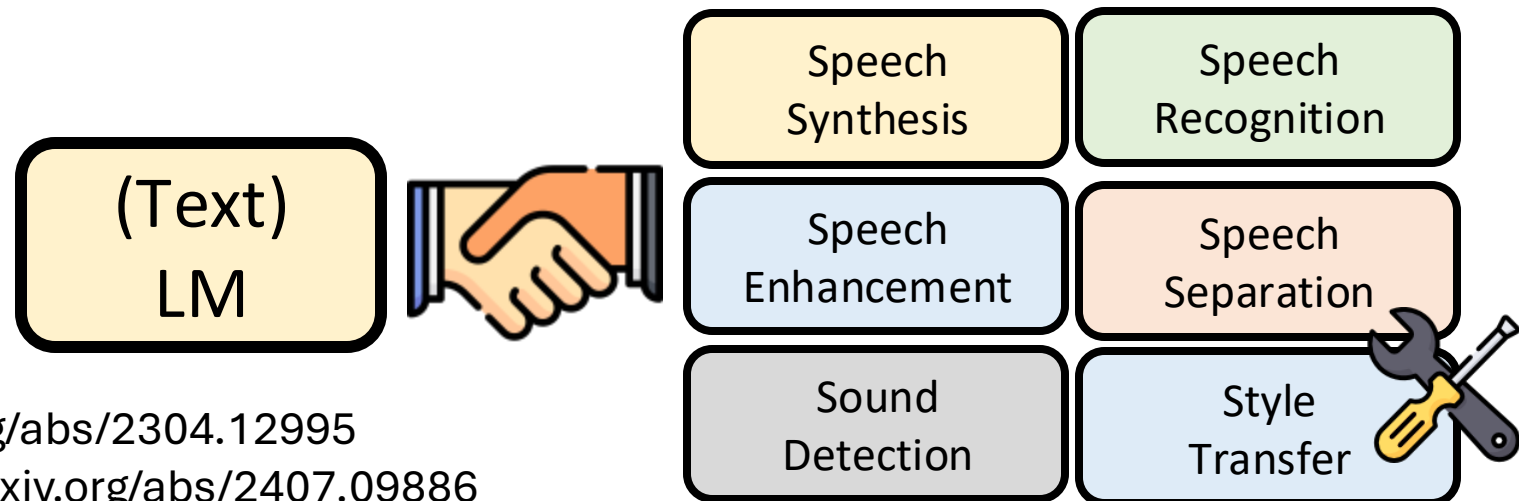 (Text)
LM
Speech
Synthesis
Speech
Recognition
Speech
Enhancement
Speech
Separation
Sound
Detection
Style
Transfer
g/abs/2304.12995
xiv.org/abs/2407.09886